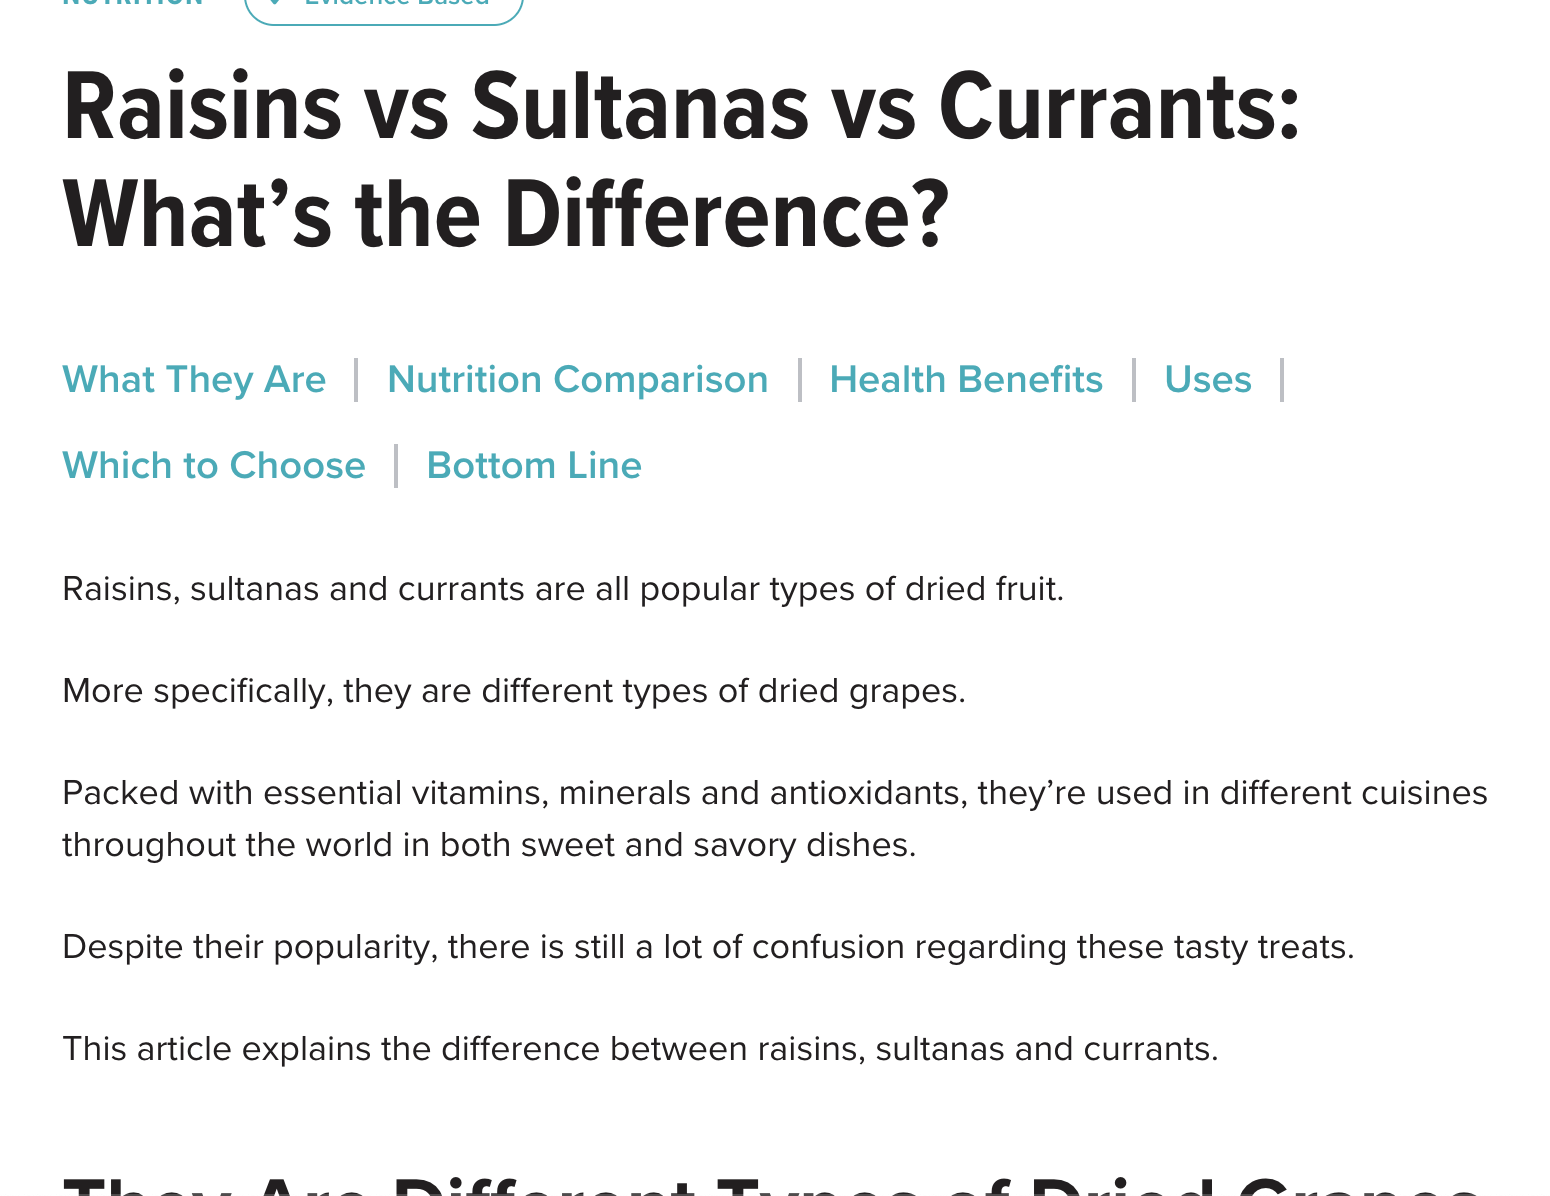 NUTRITION Evidence Based
Raisins vs Sultanas vs Currants:
What’s the Difference?
What They Are | Nutrition Comparison | Health Benefits | Uses |
Which to Choose | Bottom Line
Raisins, sultanas and currants are all popular types of dried fruit.
More specifically, they are different types of dried grapes.
Packed with essential vitamins, minerals and antioxidants, they’re used in different cuisines
throughout the world in both sweet and savory dishes.
Despite their popularity, there is still a lot of confusion regarding these tasty treats.
This article explains the difference between raisins, sultanas and currants.
They Are Different Types of Dried Grapes